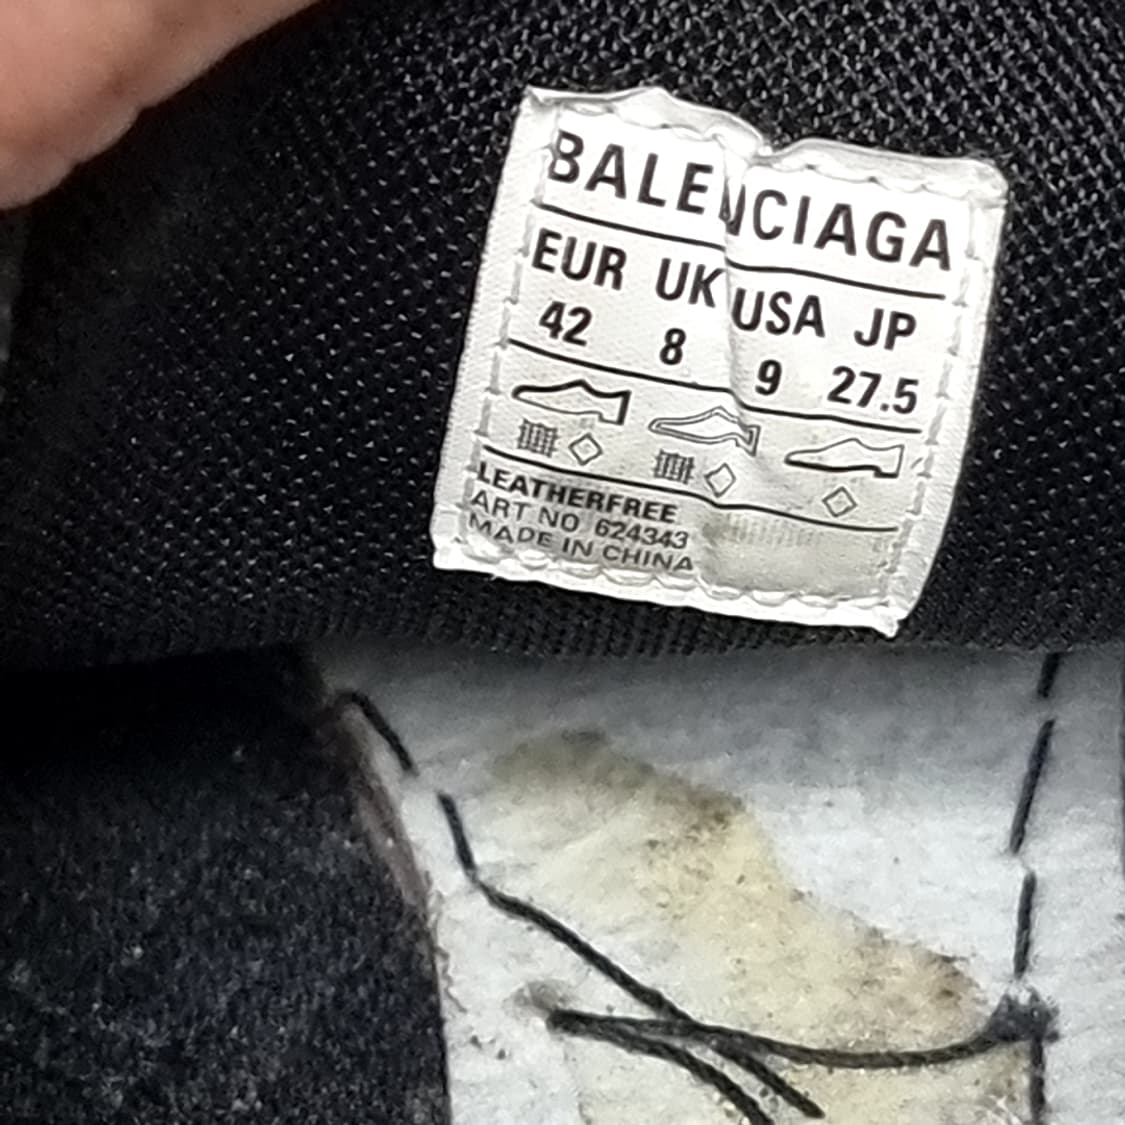 BALENCIAGA
EUR UK USA JP
42 8 9 27.5
LEATHERFREE
ART NO 624343
MADE IN CHINA